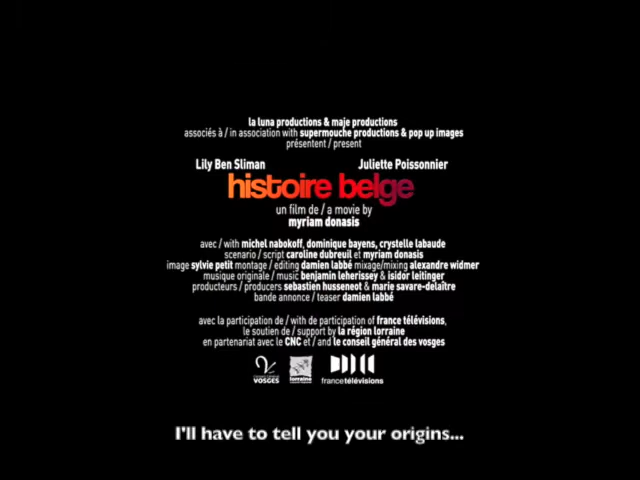 la luna productions & maje productions
associés à / in association with supermouche productions & pop up images
présentent / present
Lily Ben Sliman Juliette Poissonnier
histoire belge
un film de / a movie by
myriam donasis
avec / with michel nabokoff, dominique bayens, crystelle labaude
scenario / script caroline dubreuil et myriam donasis
image sylvie petit montage / editing damien labbé mixage/mixing alexandre widmer
musique originale / music benjamin leherissey & isidor leitinger
producteurs / producers sebastien hussenot & marie savare-delaître
bande annonce / teaser damien labbé
avec la participation de / with de participation of france télévisions,
le soutien de / support by la région lorraine
en partenariat avec le CNC et / and le conseil général des vosges
VOSGES
lorraine
francetélévisions
I'll have to tell you your origins...